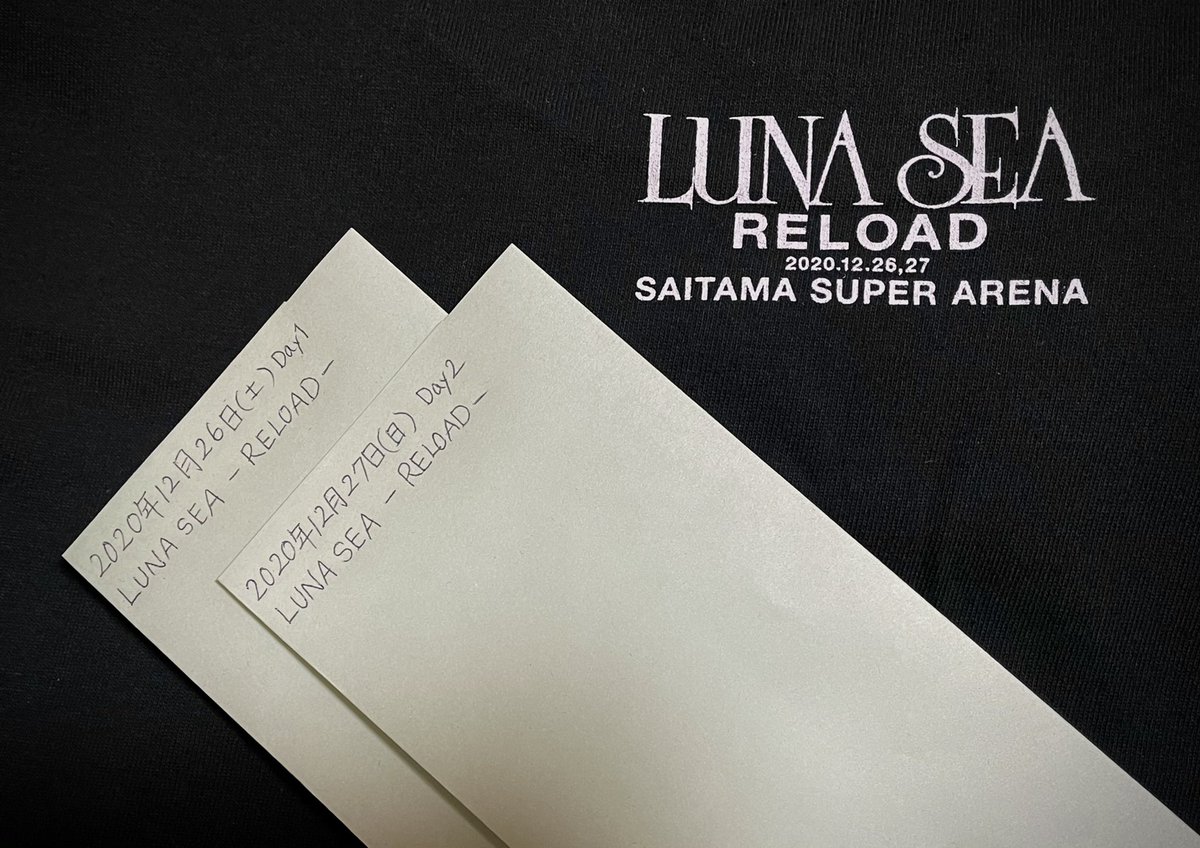 LUNA SEA
RELOAD
2020.12.26,27
SAITAMA SUPER ARENA
2020年12月26日(土)Day1
LUNA SEA - RELOAD -
2020年12月27日(日) Day2
LUNA SEA - RELOAD -